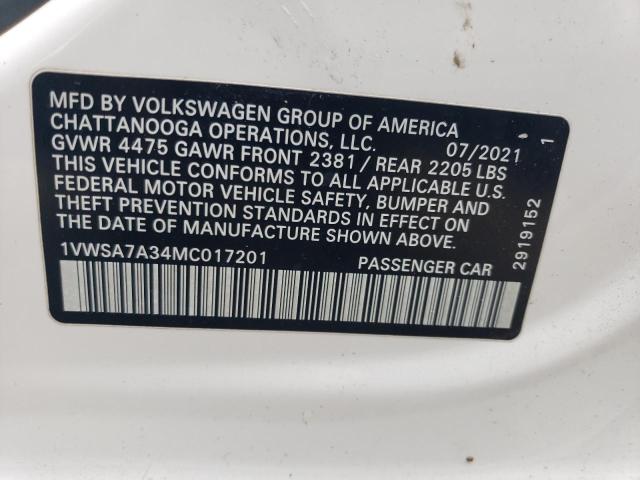 MFD BY VOLKSWAGEN GROUP OF AMERICA
CHATTANOOGA OPERATIONS, LLC. 07/2021
GVWR 4475 GAWR FRONT 2381 / REAR 2205 LBS
THIS VEHICLE CONFORMS TO ALL APPLICABLE U.S.
FEDERAL MOTOR VEHICLE SAFETY, BUMPER AND
THEFT PREVENTION STANDARDS IN EFFECT ON
THE DATE OF MANUFACTURE SHOWN ABOVE.
1VWSA7A34MC017201 PASSENGER CAR
2919152 1